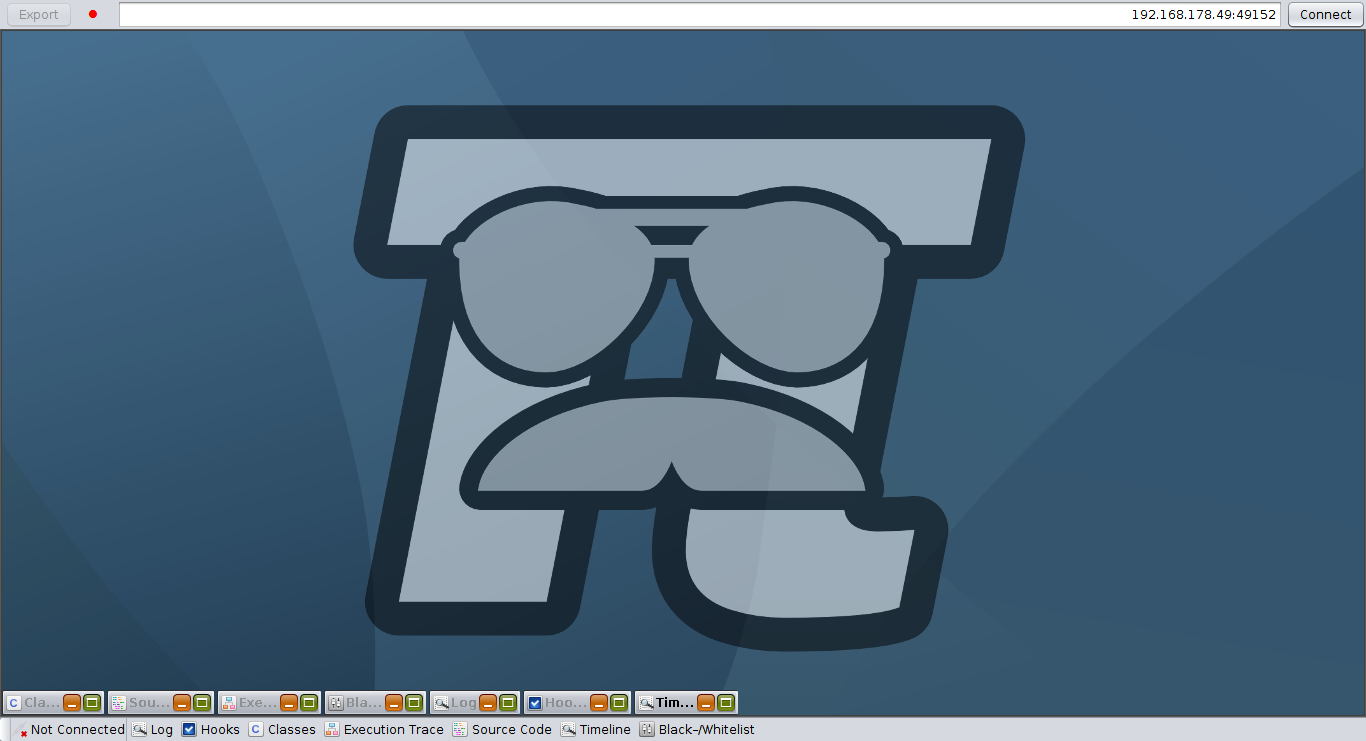 Export 192.168.178.49:49152 Connect
C Cla... Sou... Exe... Bla... Log Hoo... Tim...
Not Connected Log Hooks C Classes Execution Trace Source Code Timeline Black-/Whitelist